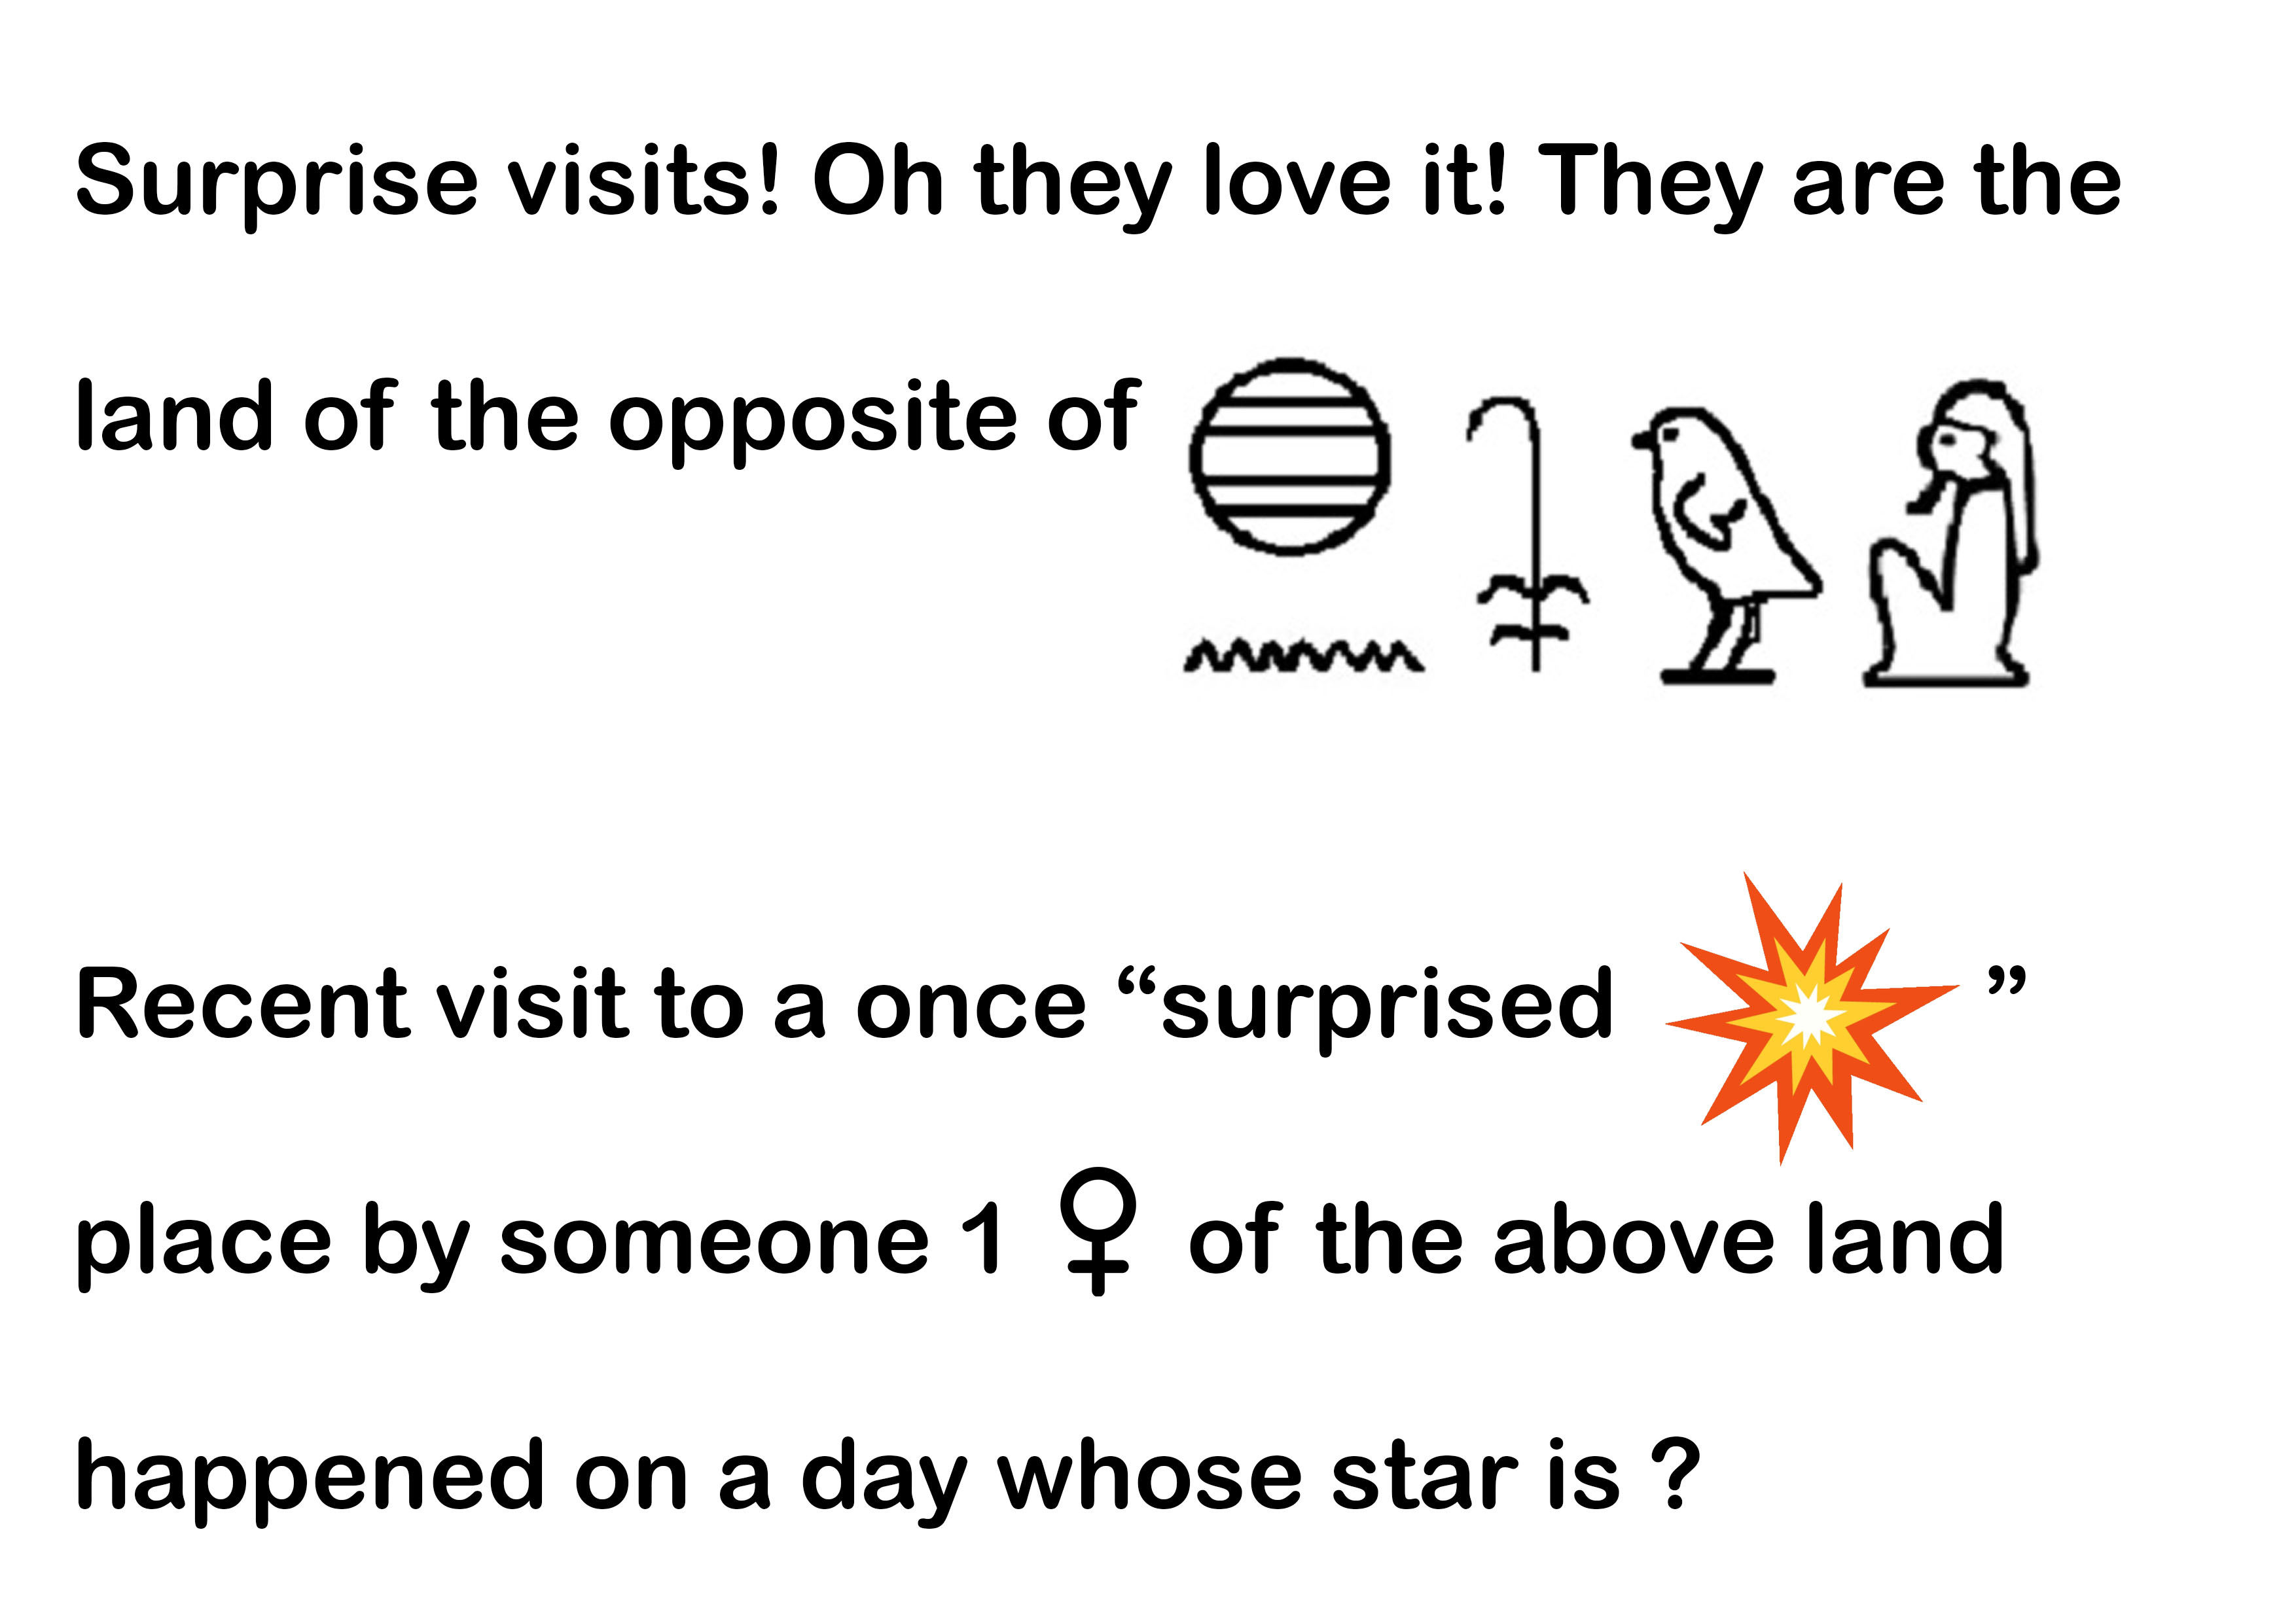 Surprise visits! Oh they love it! They are the
land of the opposite of 𓐍𓈖𓇓𓅱𓀭
Recent visit to a once “surprised 💥 ”
place by someone 1 ♀ of the above land
happened on a day whose star is ?